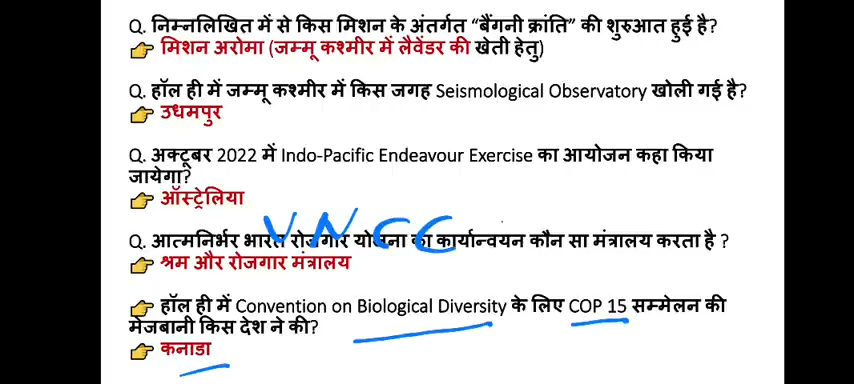 Q. निम्नलिखित में से किस मिशन के अंतर्गत “बैंगनी क्रांति” की शुरुआत हुई है?
👉 मिशन अरोमा (जम्मू कश्मीर में लैवेंडर की खेती हेतु)
Q. हॉल ही में जम्मू कश्मीर में किस जगह Seismological Observatory खोली गई है?
👉 उधमपुर
Q. अक्टूबर 2022 में Indo-Pacific Endeavour Exercise का आयोजन कहा किया
जायेगा?
👉 ऑस्ट्रेलिया
VNCC
Q. आत्मनिर्भर भारत रोजगार योजना का कार्यान्वयन कौन सा मंत्रालय करता है ?
👉 श्रम और रोजगार मंत्रालय
👉 हॉल ही में Convention on Biological Diversity के लिए COP 15 सम्मेलन की
मेजबानी किस देश ने की?
👉 कनाडा